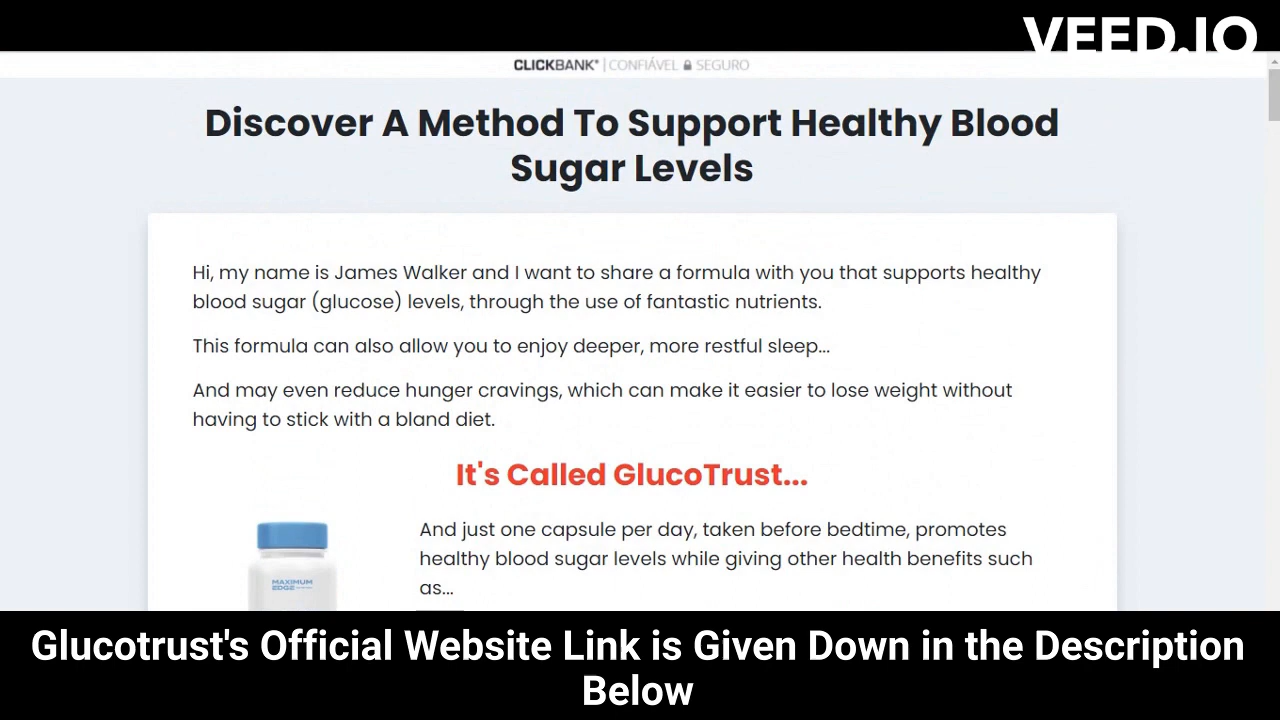 VEED.IO
CLICKBANK® | CONFIÁVEL SEGURO
Discover A Method To Support Healthy Blood
Sugar Levels
Hi, my name is James Walker and I want to share a formula with you that supports healthy
blood sugar (glucose) levels, through the use of fantastic nutrients.
This formula can also allow you to enjoy deeper, more restful sleep...
And may even reduce hunger cravings, which can make it easier to lose weight without
having to stick with a bland diet.
It's Called GlucoTrust...
And just one capsule per day, taken before bedtime, promotes
healthy blood sugar levels while giving other health benefits such
as...
MAXIMUM
EDGE
Glucotrust's Official Website Link is Given Down in the Description
Below